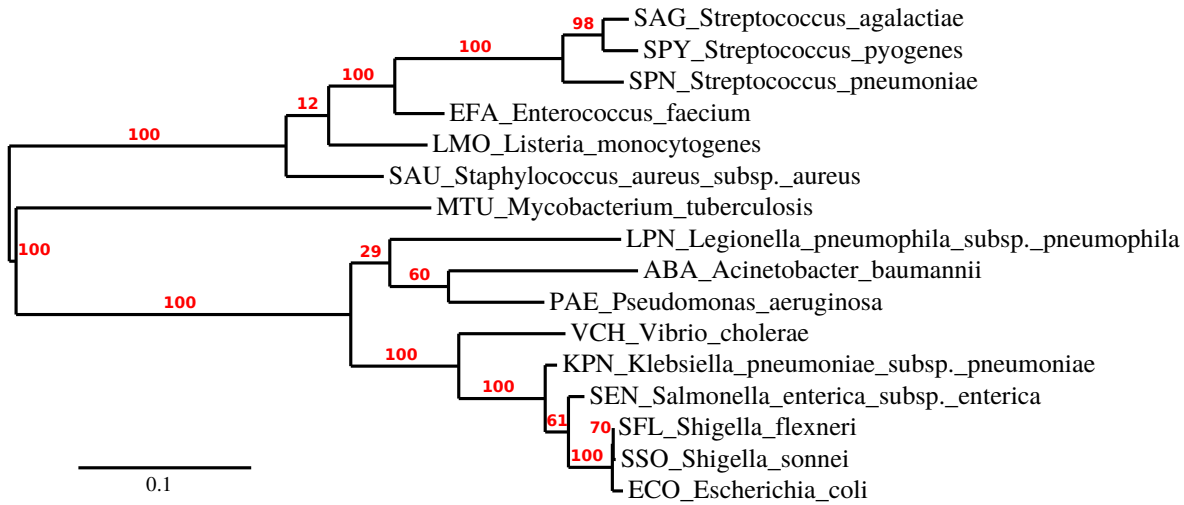 98 SAG_Streptococcus_agalactiae
100 SPY_Streptococcus_pyogenes
100 SPN_Streptococcus_pneumoniae
12 EFA_Enterococcus_faecium
100 LMO_Listeria_monocytogenes
SAU_Staphylococcus_aureus_subsp._aureus
MTU_Mycobacterium_tuberculosis
100 29 LPN_Legionella_pneumophila_subsp._pneumophila
60 ABA_Acinetobacter_baumannii
100 PAE_Pseudomonas_aeruginosa
VCH_Vibrio_cholerae
100 KPN_Klebsiella_pneumoniae_subsp._pneumoniae
100 SEN_Salmonella_enterica_subsp._enterica
61 70 SFL_Shigella_flexneri
100 SSO_Shigella_sonnei
0.1 ECO_Escherichia_coli